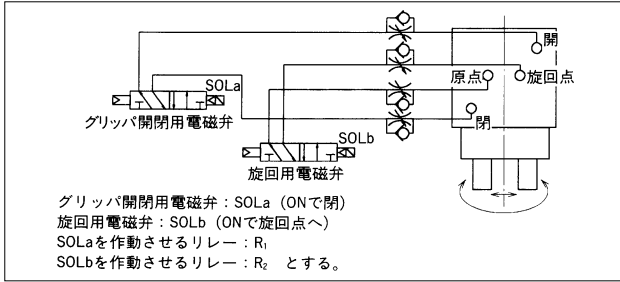 開
SOLa
原点
旋回点
グリッパ開閉用電磁弁
閉
SOLb
旋回用電磁弁
グリッパ開閉用電磁弁：SOLa（ONで閉）
旋回用電磁弁：SOLb（ONで旋回点へ）
SOLaを作動させるリレー：R₁
SOLbを作動させるリレー：R₂　とする。